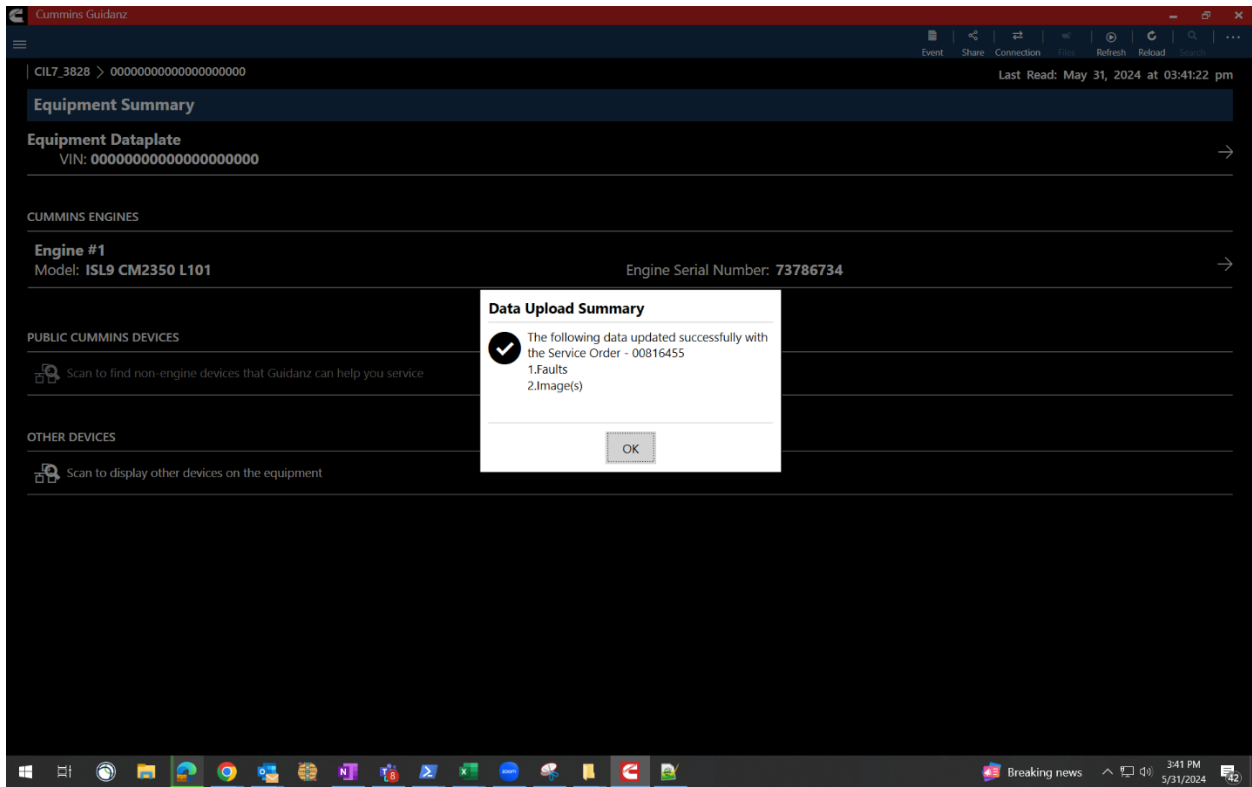 Cummins Guidanz
Event Share Connection Files Refresh Reload Search
CIL7_3828 > 00000000000000000000
Last Read: May 31, 2024 at 03:41:22 pm
Equipment Summary
Equipment Dataplate
VIN: 00000000000000000000
CUMMINS ENGINES
Engine #1
Model: ISL9 CM2350 L101
Engine Serial Number: 73786734
Data Upload Summary
The following data updated successfully with
the Service Order - 00816455
1.Faults
2.Image(s)
OK
PUBLIC CUMMINS DEVICES
Scan to find non-engine devices that Guidanz can help you service
OTHER DEVICES
Scan to display other devices on the equipment
zoom
8
Breaking news
3:41 PM
5/31/2024
42